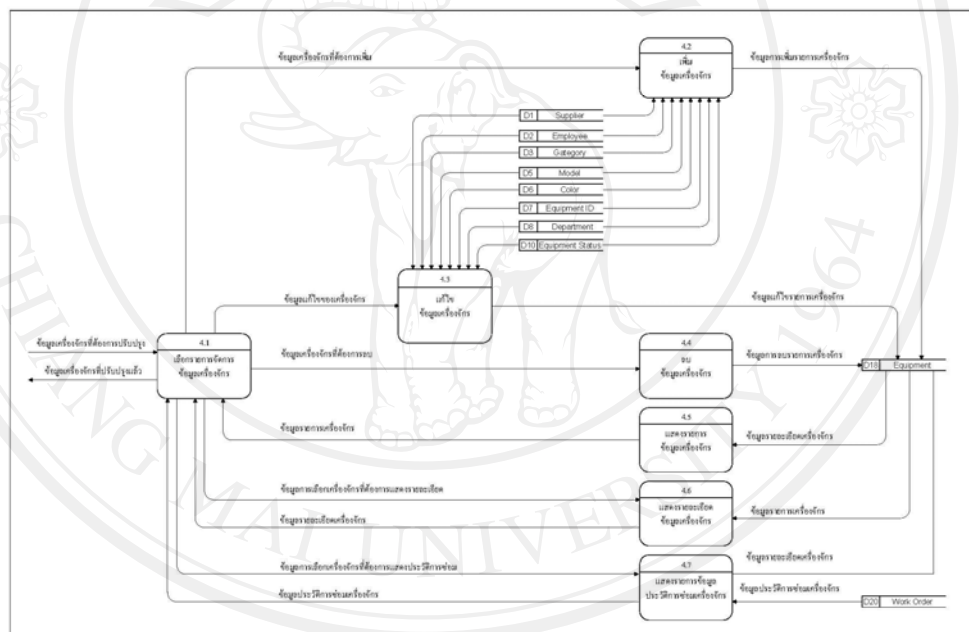 4.2
เพิ่ม
ข้อมูลเครื่องจักร
ข้อมูลเครื่องจักรที่ต้องการเพิ่ม
ข้อมูลการเพิ่มรายการเครื่องจักร
D1 Supplier
D2 Employee
D3 Gategory
D5 Model
D6 Color
D7 Equipment ID
D8 Department
D10 Equipment Status
4.3
แก้ไข
ข้อมูลเครื่องจักร
ข้อมูลแก้ไขของเครื่องจักร
ข้อมูลแก้ไขรายการเครื่องจักร
4.1
เลือกรายการจัดการ
ข้อมูลเครื่องจักร
ข้อมูลเครื่องจักรที่ต้องการปรับปรุง
ข้อมูลเครื่องจักรที่ปรับปรุงแล้ว
ข้อมูลเครื่องจักรที่ต้องการลบ
4.4
ลบ
ข้อมูลเครื่องจักร
ข้อมูลการลบรายการเครื่องจักร
D18 Equipment
4.5
แสดงรายการ
ข้อมูลเครื่องจักร
ข้อมูลรายการเครื่องจักร
ข้อมูลรายละเอียดเครื่องจักร
4.6
แสดงรายละเอียด
ข้อมูลเครื่องจักร
ข้อมูลการเลือกเครื่องจักรที่ต้องการแสดงรายละเอียด
ข้อมูลรายละเอียดเครื่องจักร
ข้อมูลรายการเครื่องจักร
4.7
แสดงรายการข้อมูล
ประวัติการซ่อมเครื่องจักร
ข้อมูลการเลือกเครื่องจักรที่ต้องการแสดงประวัติการซ่อม
ข้อมูลประวัติการซ่อมเครื่องจักร
ข้อมูลรายละเอียดเครื่องจักร
ข้อมูลประวัติการซ่อมเครื่องจักร
D20 Work Order
CHIANG MAI UNIVERSITY 1964